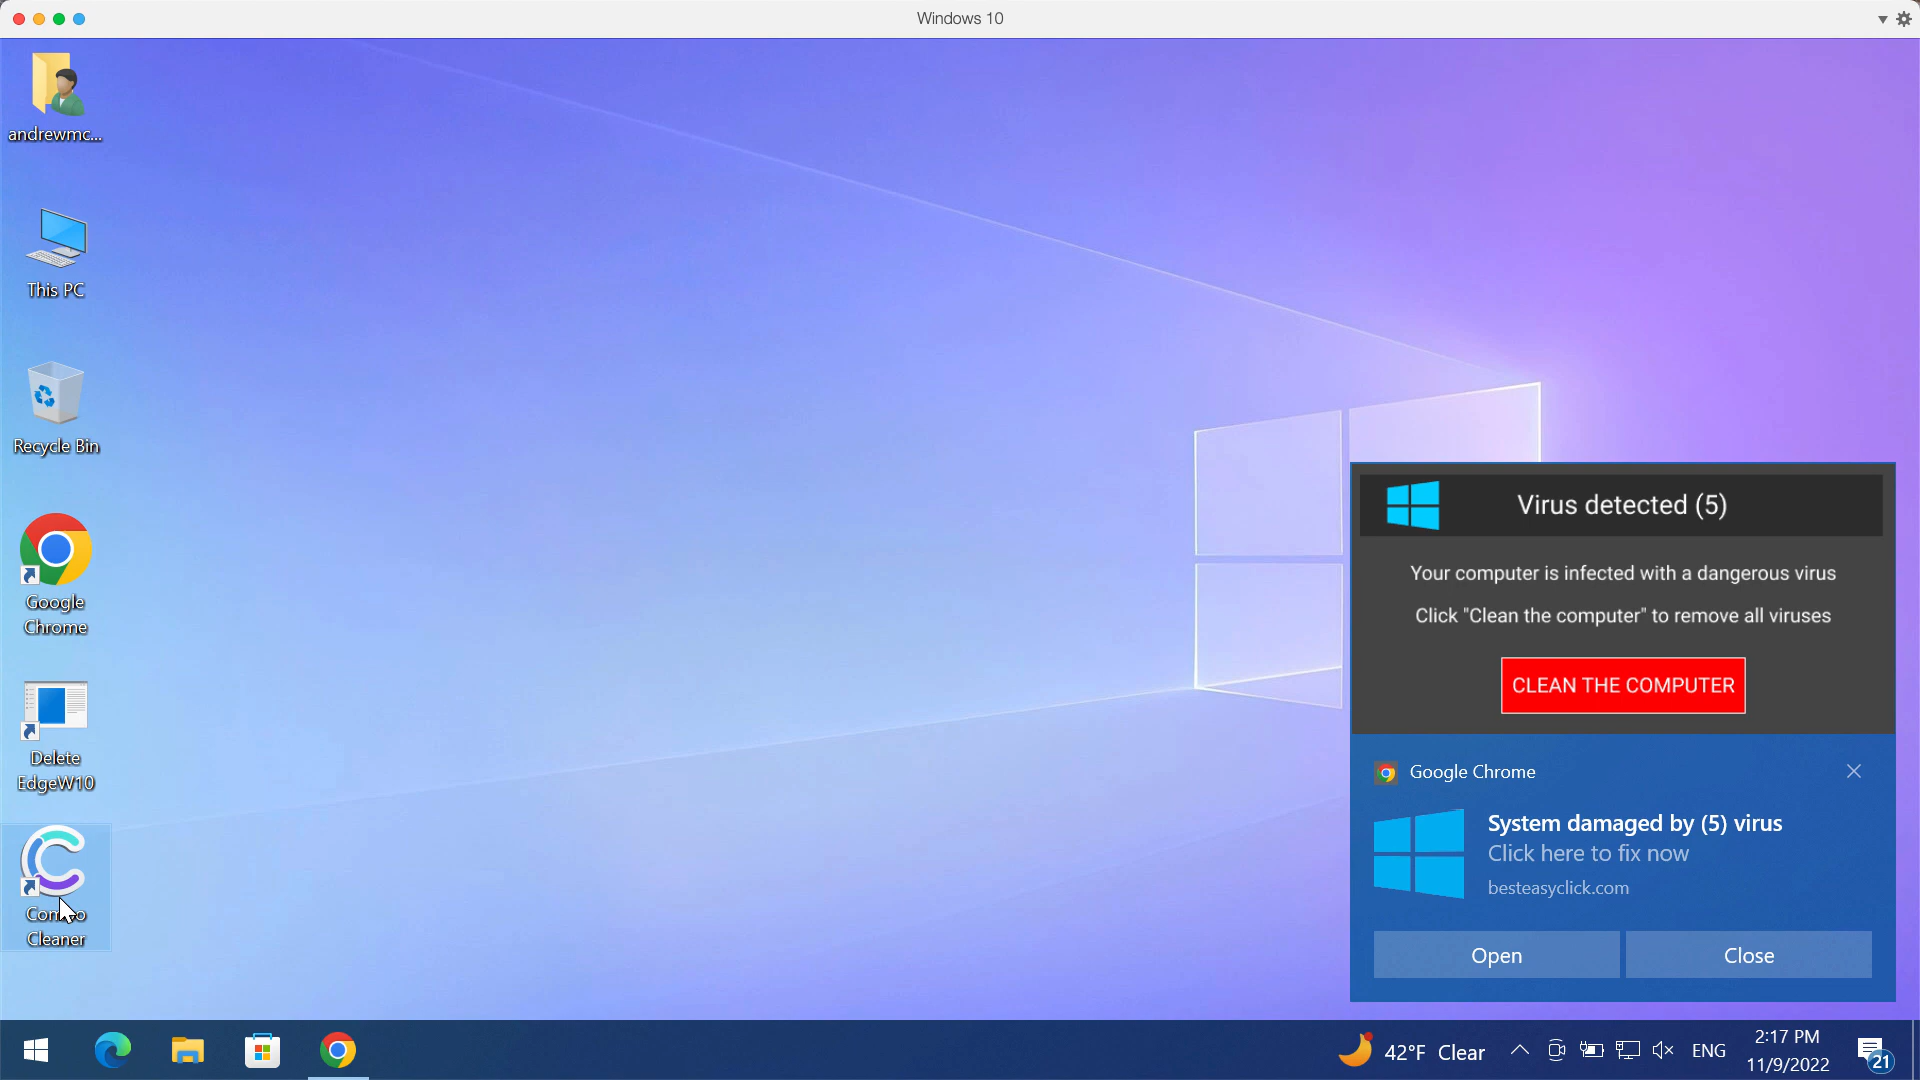 Windows 10
andrewmc...
This PC
Recycle Bin
Google
Chrome
Delete
EdgeW10
Cleaner
Virus detected (5)
Your computer is infected with a dangerous virus
Click "Clean the computer" to remove all viruses
CLEAN THE COMPUTER
Google Chrome
System damaged by (5) virus
Click here to fix now
besteasyclick.com
Open
Close
42°F Clear
ENG
2:17 PM
11/9/2022
21